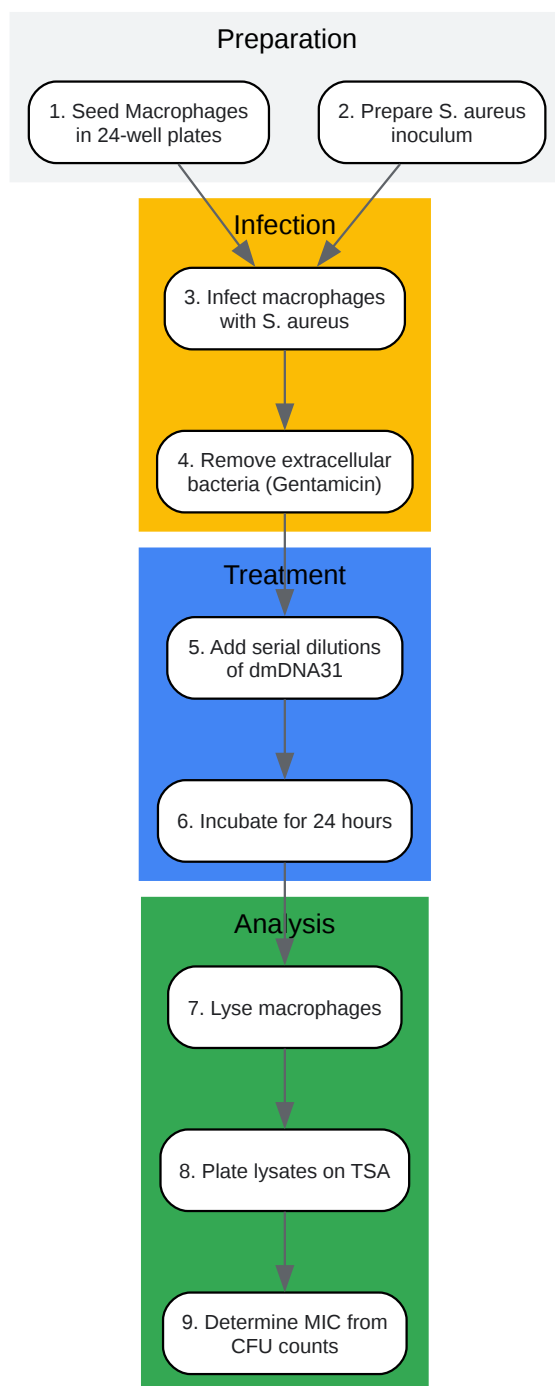 Preparation
1. Seed Macrophages
in 24-well plates
2. Prepare S. aureus
inoculum
Infection
3. Infect macrophages
with S. aureus
4. Remove extracellular
bacteria (Gentamicin)
Treatment
5. Add serial dilutions
of dmDNA31
6. Incubate for 24 hours
Analysis
7. Lyse macrophages
8. Plate lysates on TSA
9. Determine MIC from
CFU counts